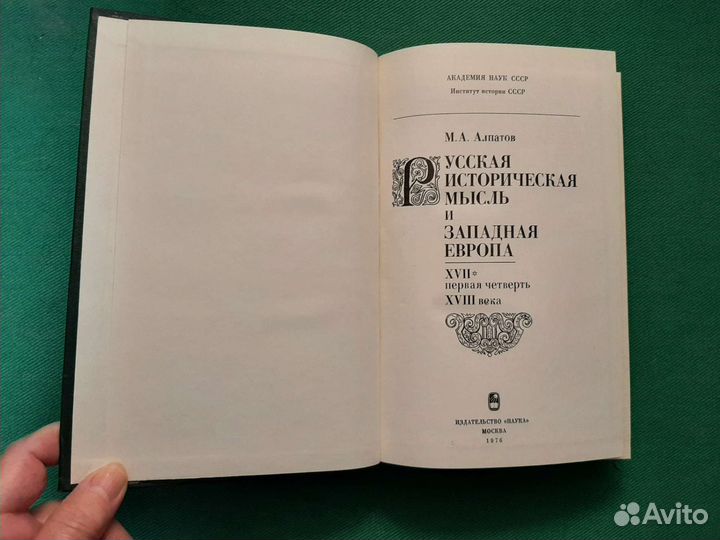 АКАДЕМИЯ НАУК СССР
Институт истории СССР
М. А. Алпатов
РУССКАЯ
ИСТОРИЧЕСКАЯ
МЫСЛЬ
И
ЗАПАДНАЯ
ЕВРОПА
XVII*
первая четверть
XVIII века
ИЗДАТЕЛЬСТВО «НАУКА»
МОСКВА
1976
Avito